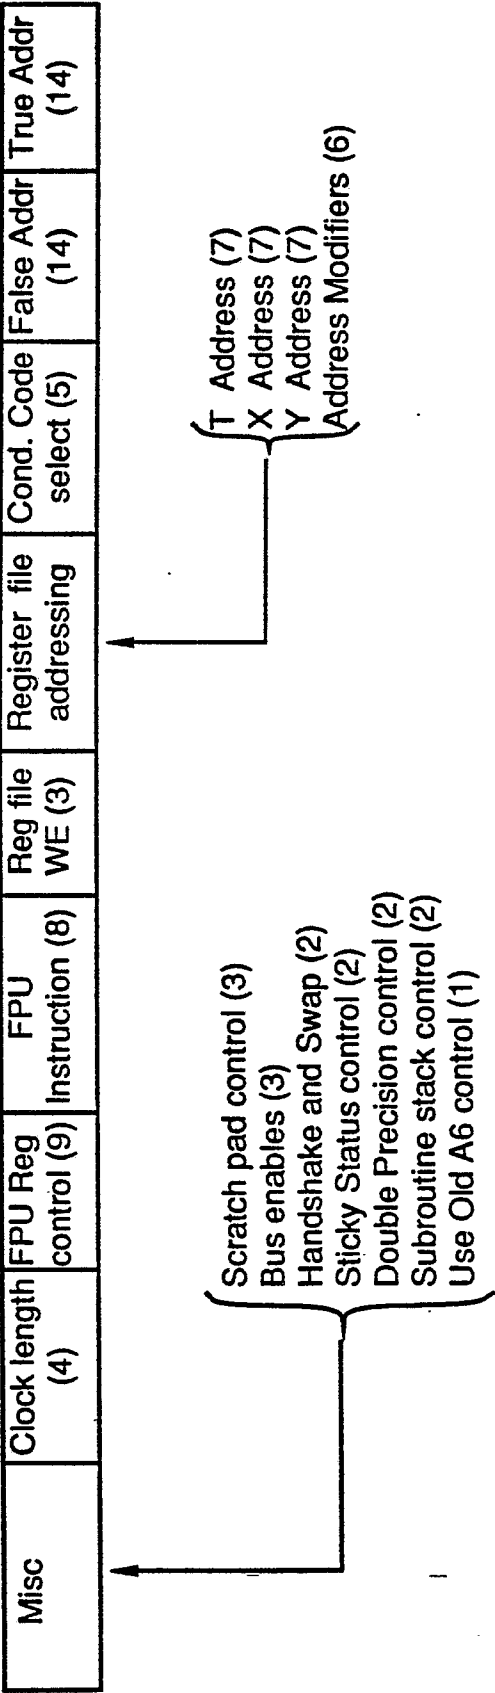 Misc
Clock length
(4)
FPU Reg
control (9)
FPU
Instruction (8)
Reg file
WE (3)
Register file
addressing
Cond. Code
select (5)
False Addr
(14)
True Addr
(14)
Scratch pad control (3)
Bus enables (3)
Handshake and Swap (2)
Sticky Status control (2)
Double Precision control (2)
Subroutine stack control (2)
Use Old A6 control (1)
T Address (7)
X Address (7)
Y Address (7)
Address Modifiers (6)